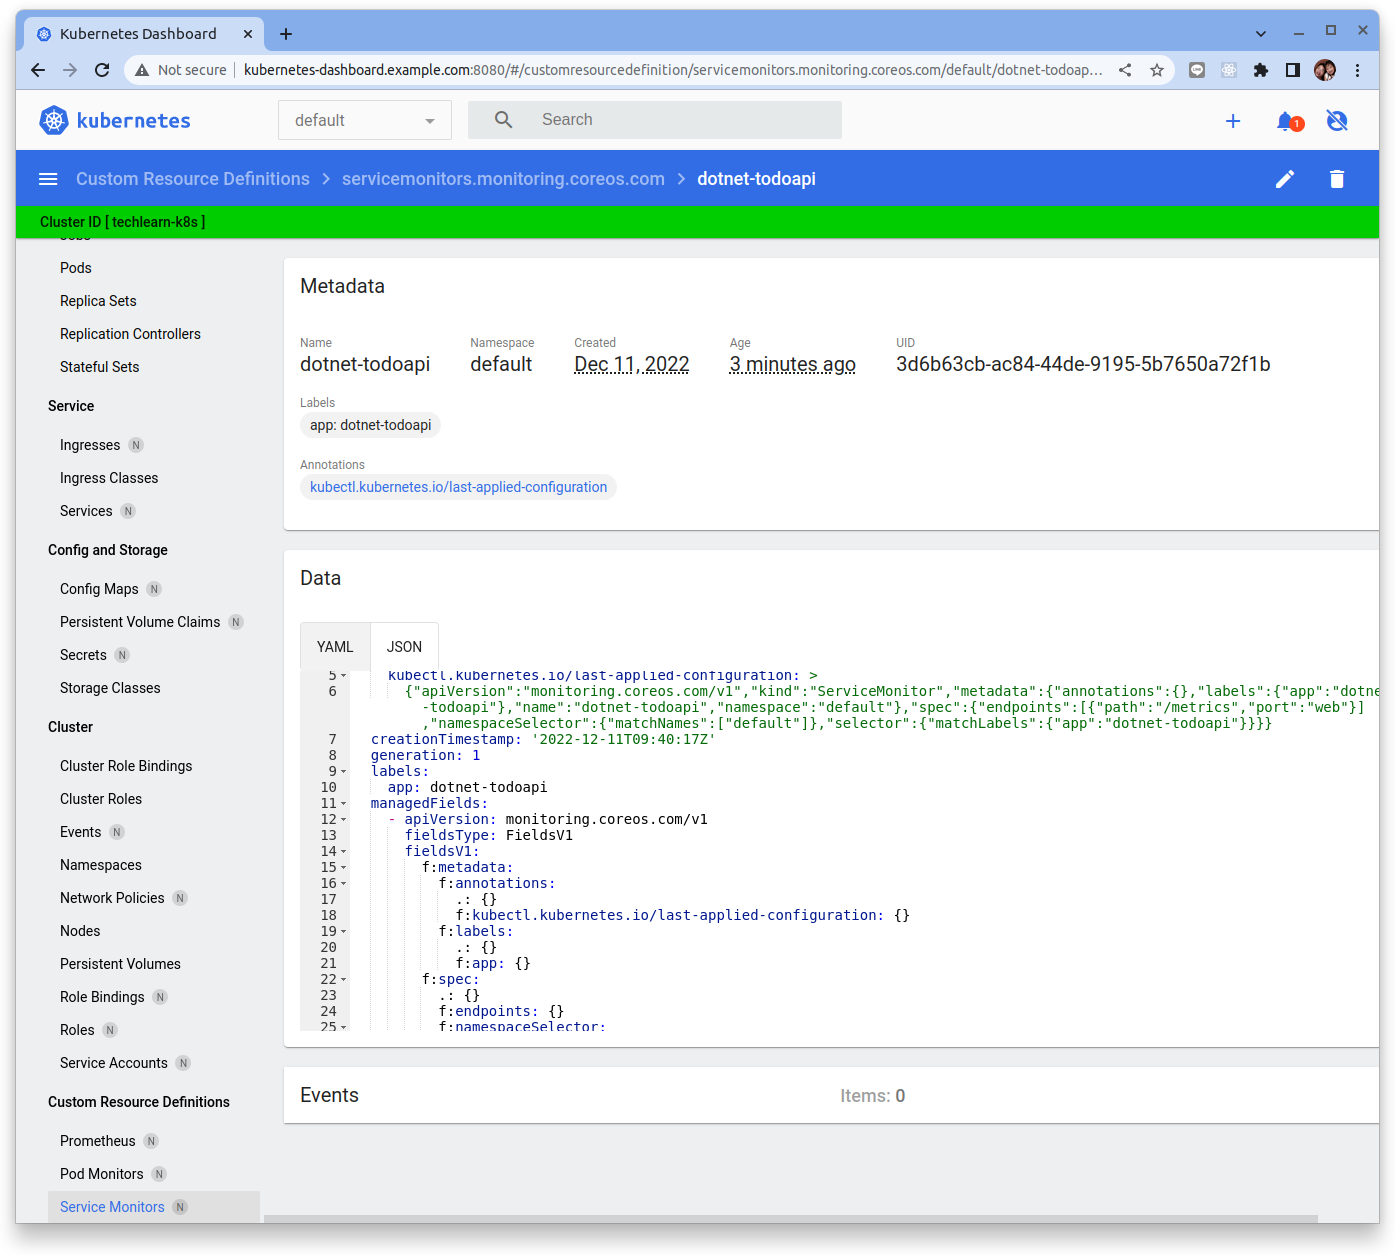 Kubernetes Dashboard
Not secure kubernetes-dashboard.example.com:8080/#/customresourcedefinition/servicemonitors.monitoring.coreos.com/default/dotnet-todoap...
kubernetes default Search 1
Custom Resource Definitions > servicemonitors.monitoring.coreos.com > dotnet-todoapi
Cluster ID [ techlearn-k8s ]
Jobs
Pods
Replica Sets
Replication Controllers
Stateful Sets
Service
Ingresses N
Ingress Classes
Services N
Config and Storage
Config Maps N
Persistent Volume Claims N
Secrets N
Storage Classes
Cluster
Cluster Role Bindings
Cluster Roles
Events N
Namespaces
Network Policies N
Nodes
Persistent Volumes
Role Bindings N
Roles N
Service Accounts N
Custom Resource Definitions
Prometheus N
Pod Monitors N
Service Monitors N
Metadata
Name Namespace Created Age UID
dotnet-todoapi default Dec 11, 2022 3 minutes ago 3d6b63cb-ac84-44de-9195-5b7650a72f1b
Labels
app: dotnet-todoapi
Annotations
kubectl.kubernetes.io/last-applied-configuration
Data
YAML JSON
5 kubectl.kubernetes.io/last-applied-configuration: >
6 {"apiVersion":"monitoring.coreos.com/v1","kind":"ServiceMonitor","metadata":{"annotations":{},"labels":{"app":"dotne
-todoapi"},"name":"dotnet-todoapi","namespace":"default"},"spec":{"endpoints":[{"path":"/metrics","port":"web"}]
,"namespaceSelector":{"matchNames":["default"]},"selector":{"matchLabels":{"app":"dotnet-todoapi"}}}}
7 creationTimestamp: '2022-12-11T09:40:17Z'
8 generation: 1
9 labels:
10 app: dotnet-todoapi
11 managedFields:
12 - apiVersion: monitoring.coreos.com/v1
13 fieldsType: FieldsV1
14 fieldsV1:
15 f:metadata:
16 f:annotations:
17 .: {}
18 f:kubectl.kubernetes.io/last-applied-configuration: {}
19 f:labels:
20 .: {}
21 f:app: {}
22 f:spec:
23 .: {}
24 f:endpoints: {}
25 f:namespaceSelector:
Events Items: 0